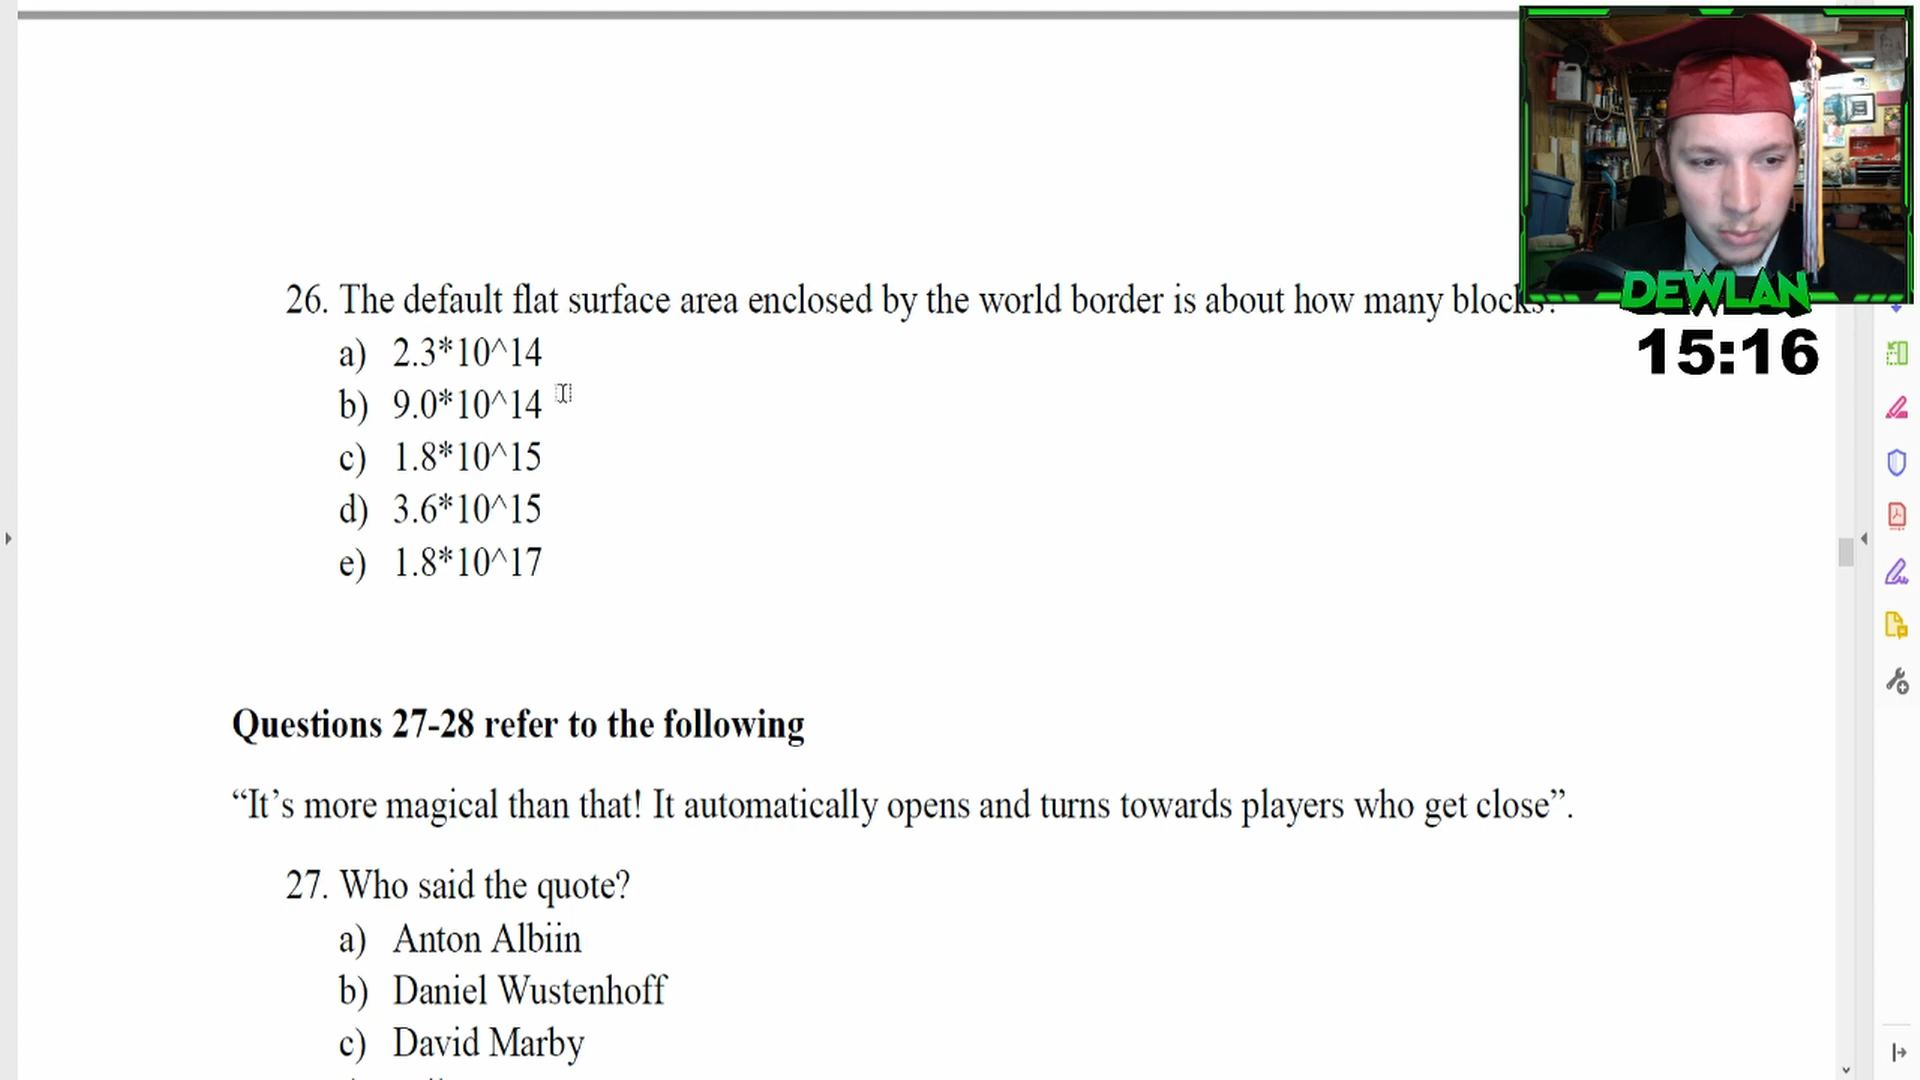 26. The default flat surface area enclosed by the world border is about how many blocks?
a) 2.3*10^14
b) 9.0*10^14
c) 1.8*10^15
d) 3.6*10^15
e) 1.8*10^17
DEWLAN
15:16
Questions 27-28 refer to the following
“It’s more magical than that! It automatically opens and turns towards players who get close”.
27. Who said the quote?
a) Anton Albiin
b) Daniel Wustenhoff
c) David Marby